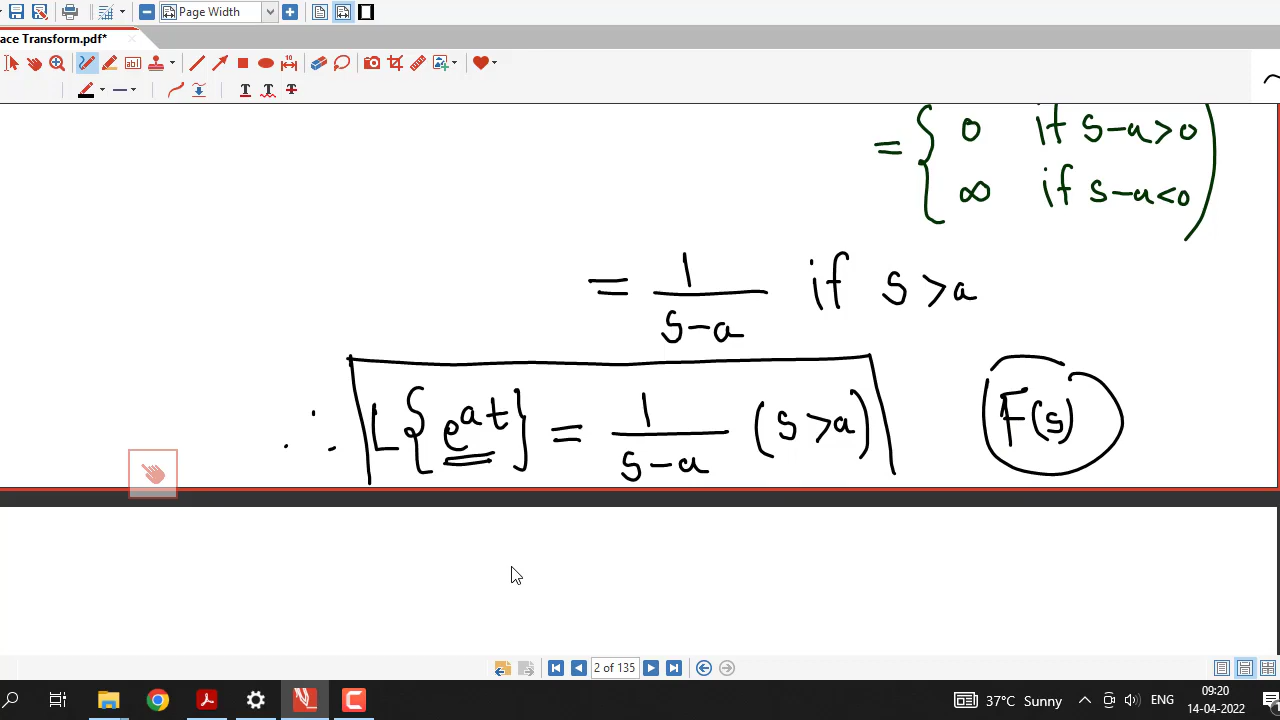 Page Width
ace Transform.pdf*
= { 0 if s-a>0
∞ if s-a<0 )
= 1/(s-a) if s>a
∴ L{e^{at}} = 1/(s-a) (s>a) F(s)
2 of 135
37°C Sunny ENG 09:20
14-04-2022